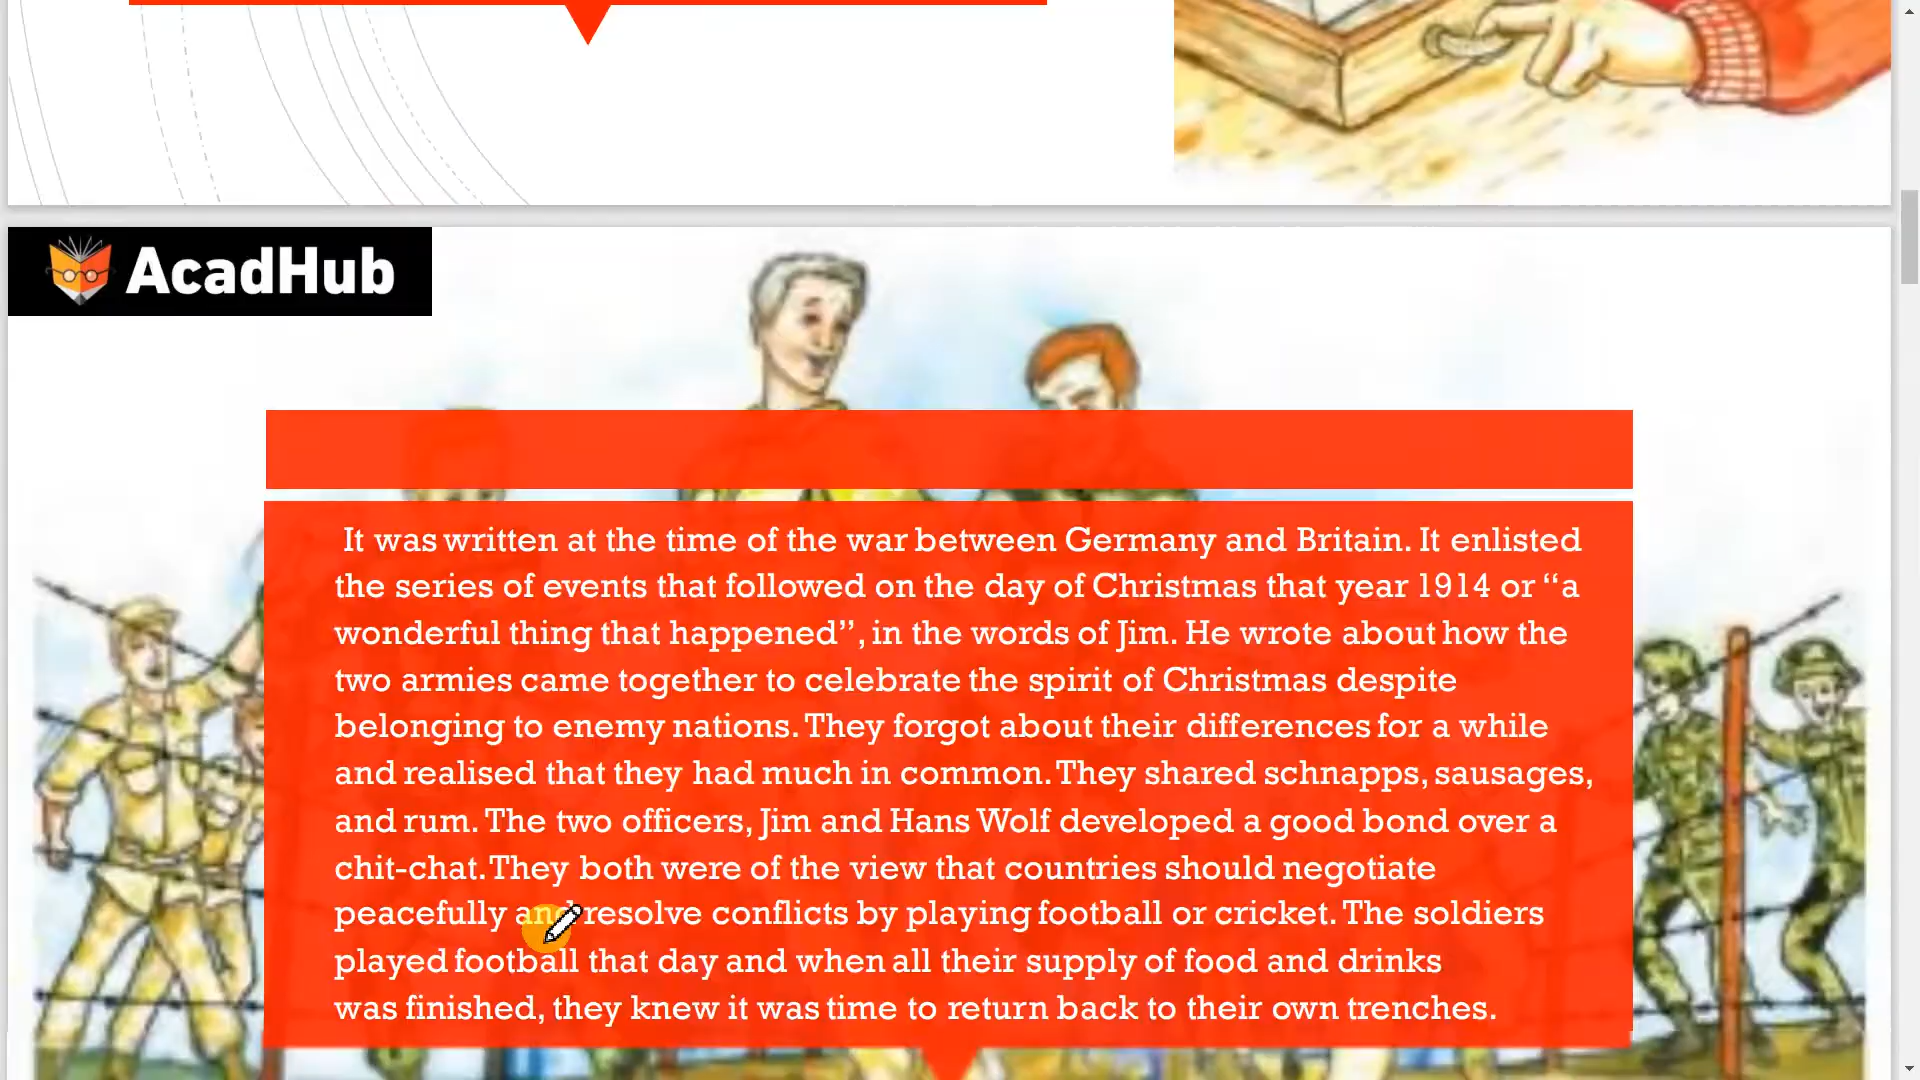 AcadHub
It was written at the time of the war between Germany and Britain. It enlisted
the series of events that followed on the day of Christmas that year 1914 or “a
wonderful thing that happened”, in the words of Jim. He wrote about how the
two armies came together to celebrate the spirit of Christmas despite
belonging to enemy nations. They forgot about their differences for a while
and realised that they had much in common. They shared schnapps, sausages,
and rum. The two officers, Jim and Hans Wolf developed a good bond over a
chit-chat. They both were of the view that countries should negotiate
peacefully and resolve conflicts by playing football or cricket. The soldiers
played football that day and when all their supply of food and drinks
was finished, they knew it was time to return back to their own trenches.